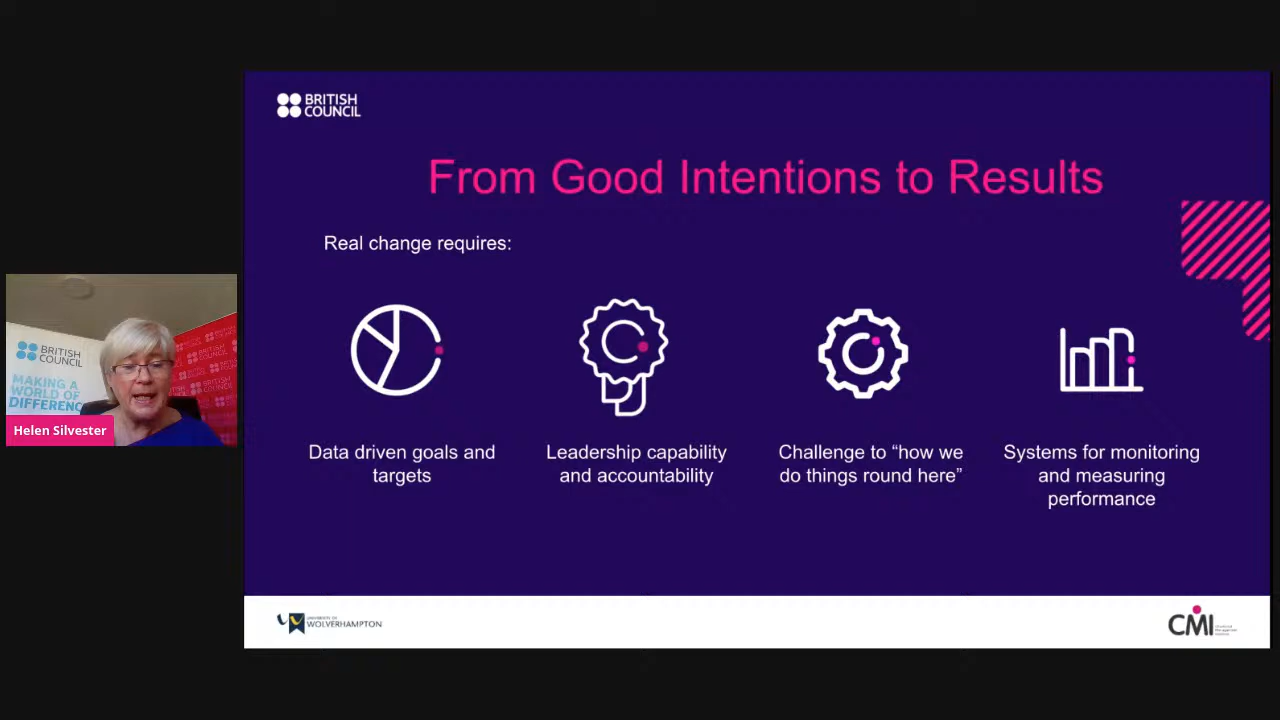 BRITISH
COUNCIL
From Good Intentions to Results
Real change requires:
Data driven goals and
targets
Leadership capability
and accountability
Challenge to “how we
do things round here”
Systems for monitoring
and measuring
performance
BRITISH
COUNCIL
MAKING A
WORLD OF
DIFFERENC
Helen Silvester
UNIVERSITY OF
WOLVERHAMPTON
CMI